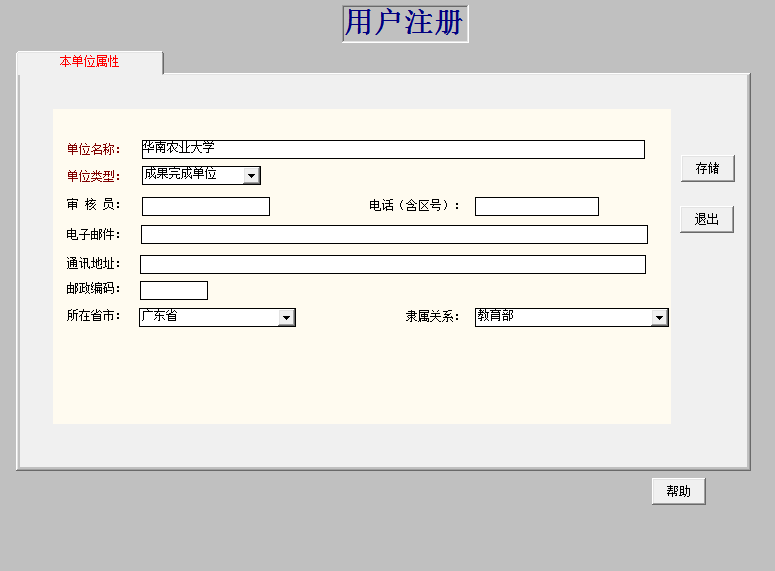 用户注册
本单位属性
单位名称： 华南农业大学
存储
单位类型： 成果完成单位
审 核 员： 电话（含区号）：
退出
电子邮件：
通讯地址：
邮政编码：
所在省市： 广东省 隶属关系： 教育部
帮助